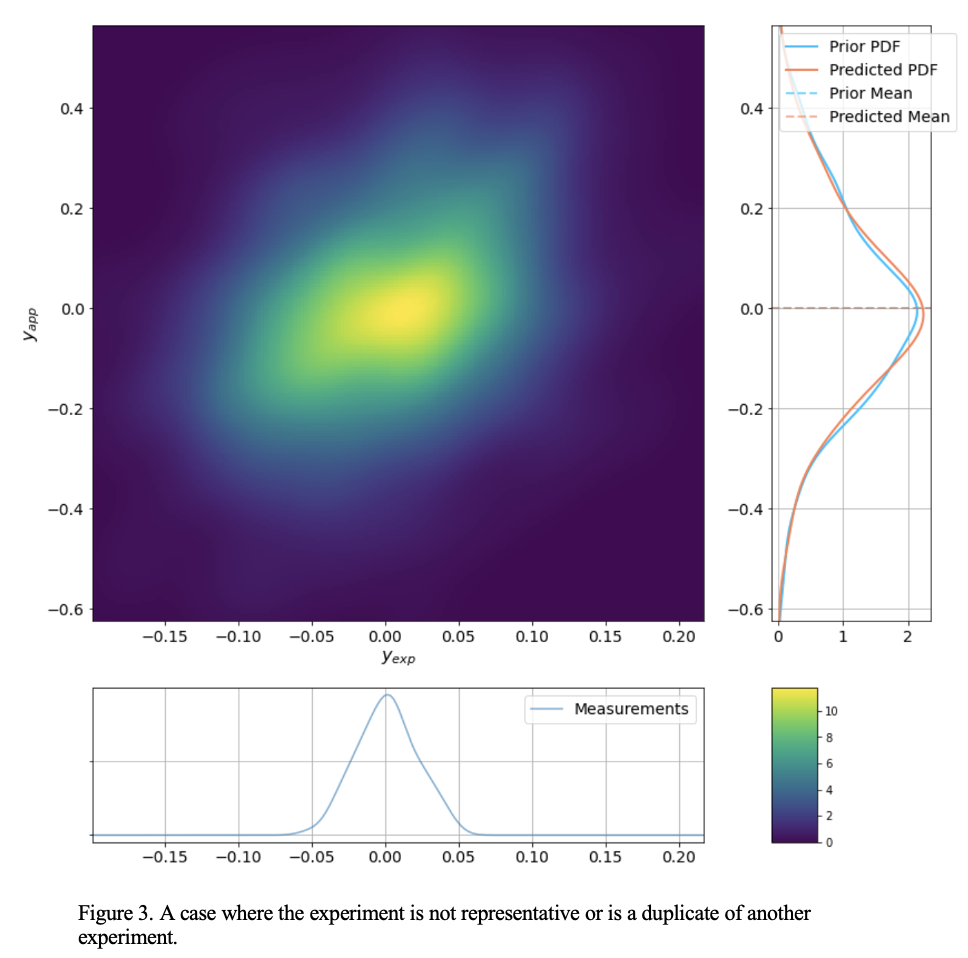 Prior PDF
Predicted PDF
Prior Mean
Predicted Mean
0.4
0.2
0.0
−0.2
−0.4
−0.6
y_app
−0.15 −0.10 −0.05 0.00 0.05 0.10 0.15 0.20
y_exp
0.4
0.2
0.0
−0.2
−0.4
−0.6
0 1 2
Measurements
−0.15 −0.10 −0.05 0.00 0.05 0.10 0.15 0.20
10
8
6
4
2
0
Figure 3. A case where the experiment is not representative or is a duplicate of another
experiment.